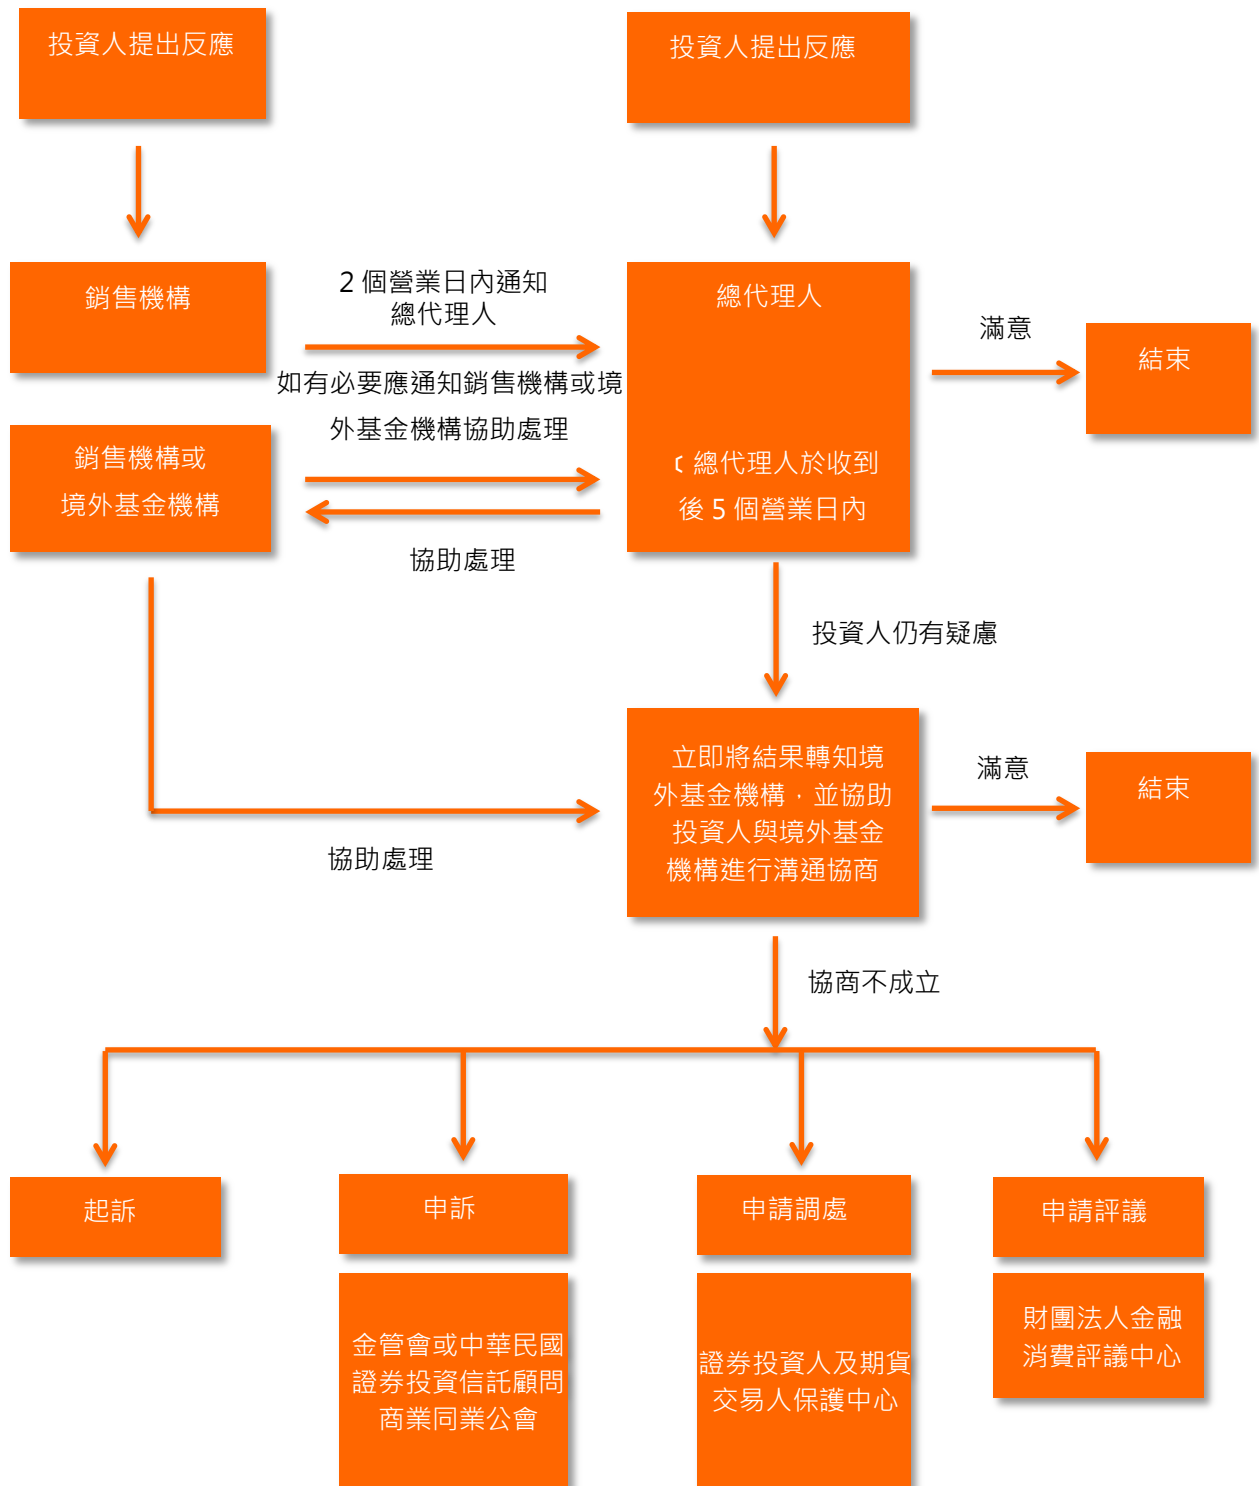 投資人提出反應
投資人提出反應
銷售機構
2 個營業日內通知
總代理人
總代理人
滿意
結束
如有必要應通知銷售機構或境
外基金機構協助處理
銷售機構或
境外基金機構
( 總代理人於收到
後 5 個營業日內
協助處理
投資人仍有疑慮
立即將結果轉知境
外基金機構，並協助
投資人與境外基金
機構進行溝通協商
滿意
結束
協助處理
協商不成立
起訴
申訴
申請調處
申請評議
金管會或中華民國
證券投資信託顧問
商業同業公會
證券投資人及期貨
交易人保護中心
財團法人金融
消費評議中心